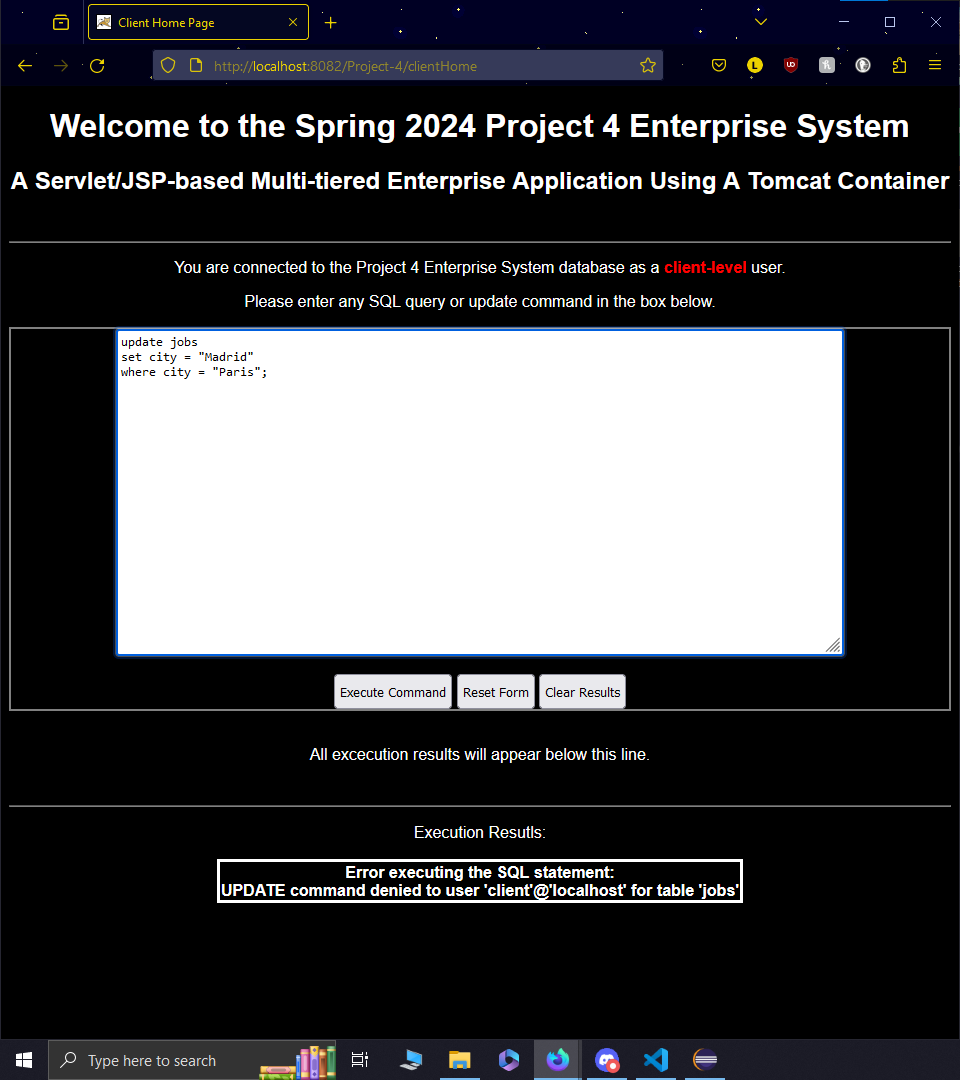 Client Home Page
http://localhost:8082/Project-4/clientHome
Welcome to the Spring 2024 Project 4 Enterprise System
A Servlet/JSP-based Multi-tiered Enterprise Application Using A Tomcat Container
You are connected to the Project 4 Enterprise System database as a client-level user.
Please enter any SQL query or update command in the box below.
update jobs
set city = "Madrid"
where city = "Paris";
Execute Command Reset Form Clear Results
All excecution results will appear below this line.
Execution Resutls:
Error executing the SQL statement:
UPDATE command denied to user 'client'@'localhost' for table 'jobs'
Type here to search